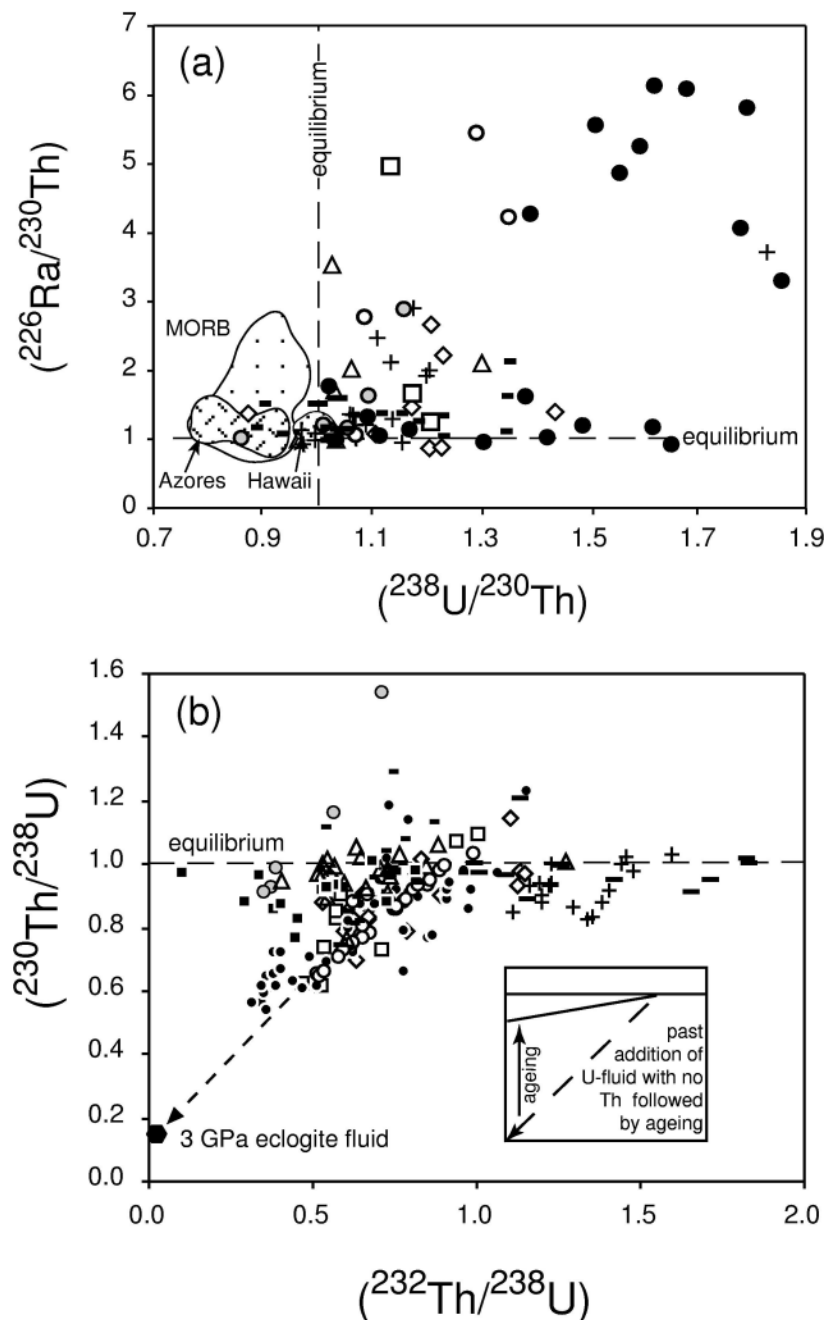 (a)
7
6
5
4
3
2
1
0
(²²⁶Ra/²³⁰Th)
equilibrium
MORB
Azores
Hawaii
equilibrium
0.7 0.9 1.1 1.3 1.5 1.7 1.9
(²³⁸U/²³⁰Th)
(b)
1.6
1.4
1.2
1.0
0.8
0.6
0.4
0.2
0.0
(²³⁰Th/²³⁸U)
equilibrium
3 GPa eclogite fluid
ageing
past
addition of
U-fluid with no
Th followed
by ageing
0.0 0.5 1.0 1.5 2.0
(²³²Th/²³⁸U)